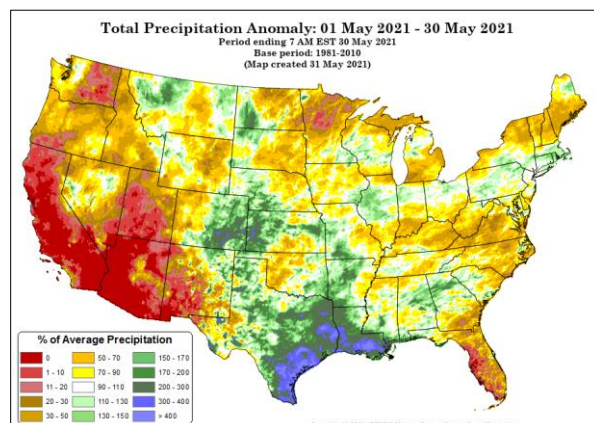 Total Precipitation Anomaly: 01 May 2021 - 30 May 2021
Period ending 7 AM EST 30 May 2021
Base period: 1981-2010
(Map created 31 May 2021)
% of Average Precipitation
0
1 - 10
11 - 20
20 - 30
30 - 50
50 - 70
70 - 90
90 - 110
110 - 130
130 - 150
150 - 170
170 - 200
200 - 300
300 - 400
> 400